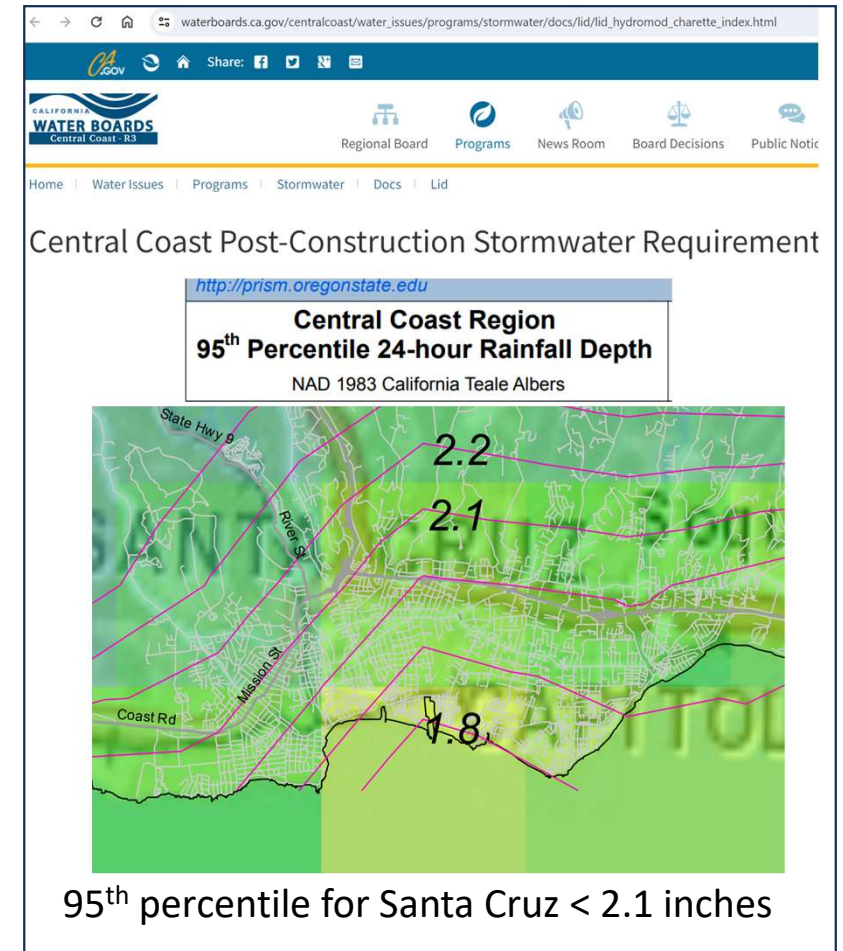 waterboards.ca.gov/centralcoast/water_issues/programs/stormwater/docs/lid/lid_hydromod_charette_index.html
CA.GOV Share:
CALIFORNIA
WATER BOARDS
Central Coast - R3
Regional Board Programs News Room Board Decisions Public Notic
Home | Water Issues | Programs | Stormwater | Docs | Lid
Central Coast Post-Construction Stormwater Requirement
http://prism.oregonstate.edu
Central Coast Region
95th Percentile 24-hour Rainfall Depth
NAD 1983 California Teale Albers
State Hwy 9
2.2
2.1
River St
Mission St
Coast Rd
1.8
95th percentile for Santa Cruz < 2.1 inches